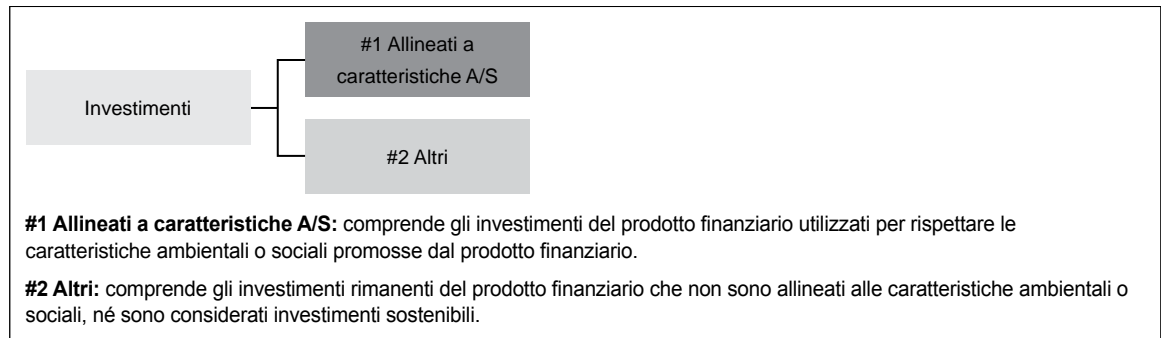 #1 Allineati a
caratteristiche A/S
Investimenti
#2 Altri
#1 Allineati a caratteristiche A/S: comprende gli investimenti del prodotto finanziario utilizzati per rispettare le
caratteristiche ambientali o sociali promosse dal prodotto finanziario.
#2 Altri: comprende gli investimenti rimanenti del prodotto finanziario che non sono allineati alle caratteristiche ambientali o
sociali, né sono considerati investimenti sostenibili.